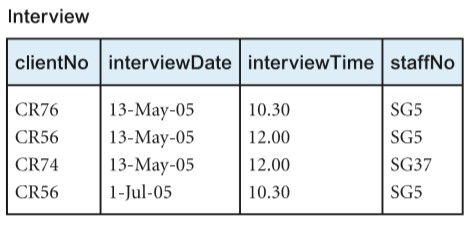 Interview
clientNo interviewDate interviewTime staffNo
CR76 13-May-05 10.30 SG5
CR56 13-May-05 12.00 SG5
CR74 13-May-05 12.00 SG37
CR56 1-Jul-05 10.30 SG5